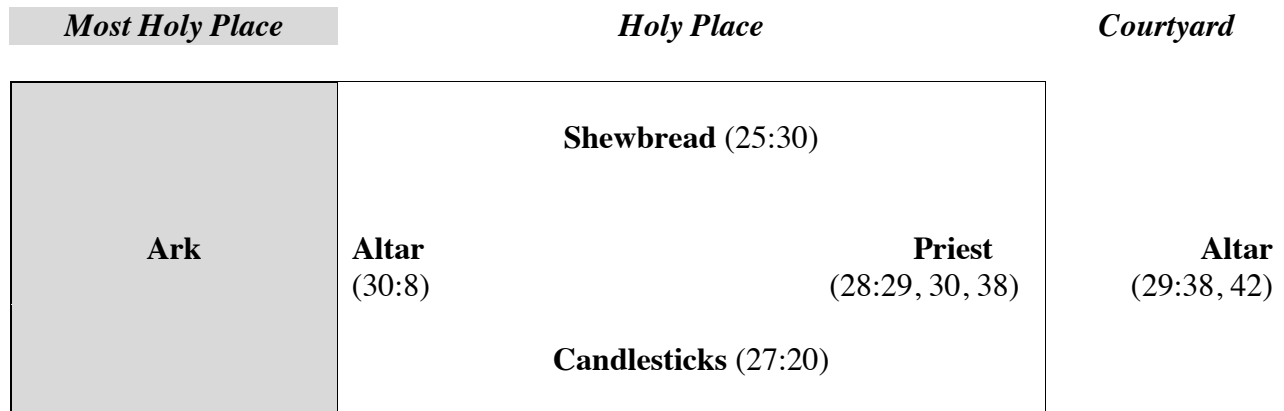 Most Holy Place Holy Place Courtyard
Shewbread (25:30)
Ark Altar Priest Altar
(30:8) (28:29, 30, 38) (29:38, 42)
Candlesticks (27:20)